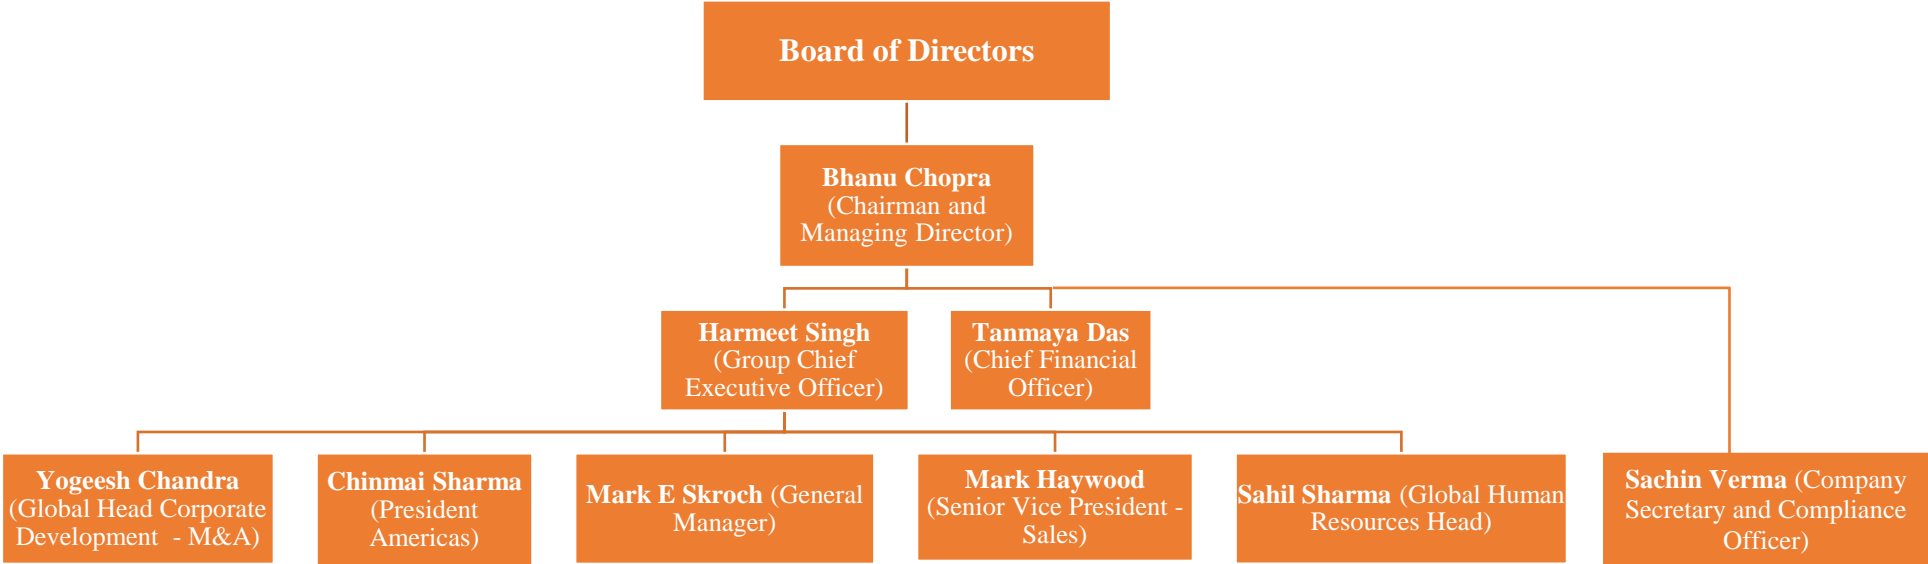 Board of Directors
Bhanu Chopra
(Chairman and
Managing Director)
Harmeet Singh
(Group Chief
Executive Officer)
Tanmaya Das
(Chief Financial
Officer)
Yogeesh Chandra
(Global Head Corporate
Development - M&A)
Chinmai Sharma
(President
Americas)
Mark E Skroch (General
Manager)
Mark Haywood
(Senior Vice President -
Sales)
Sahil Sharma (Global Human
Resources Head)
Sachin Verma (Company
Secretary and Compliance
Officer)